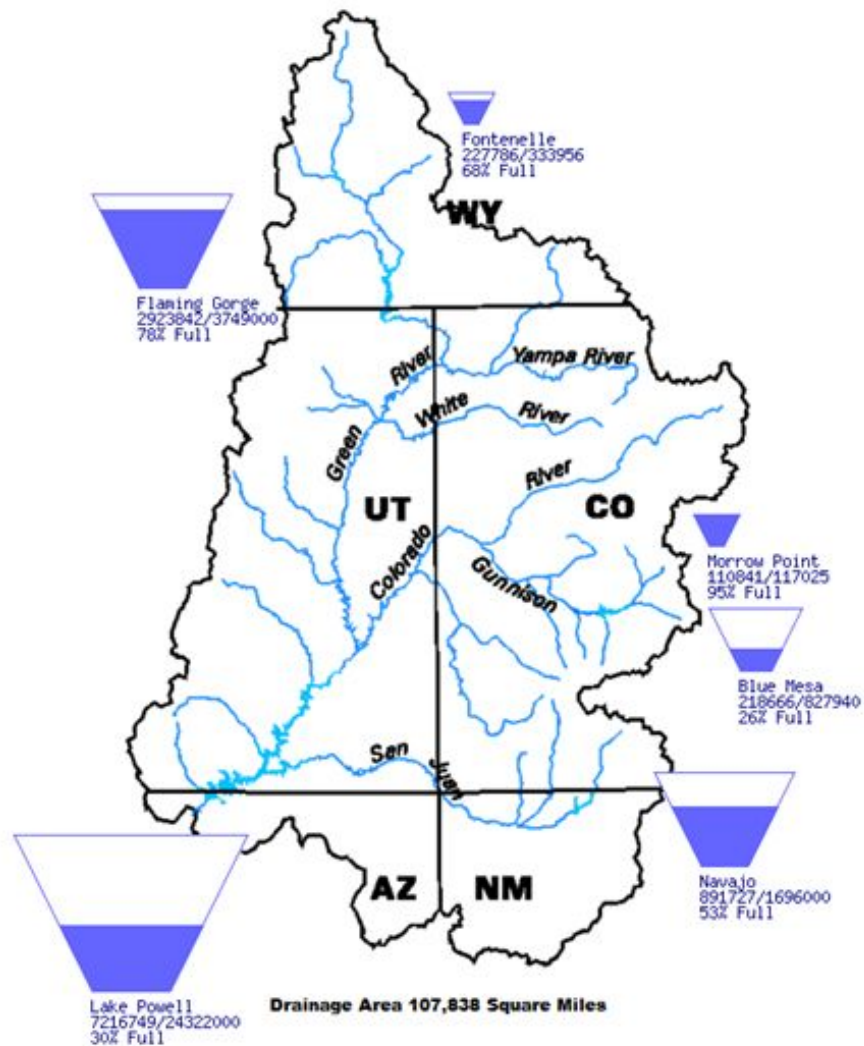 Fontenelle
227786/333956
68% Full
WY
Flaming Gorge
2923842/3749000
78% Full
Yampa River
Green River
White River
River
UT
CO
Colorado
Gunnison
Morrow Point
110841/117025
95% Full
Blue Mesa
218666/827940
26% Full
San Juan
AZ
NM
Navajo
891727/1696000
53% Full
Lake Powell
7216749/24322000
30% Full
Drainage Area 107,838 Square Miles